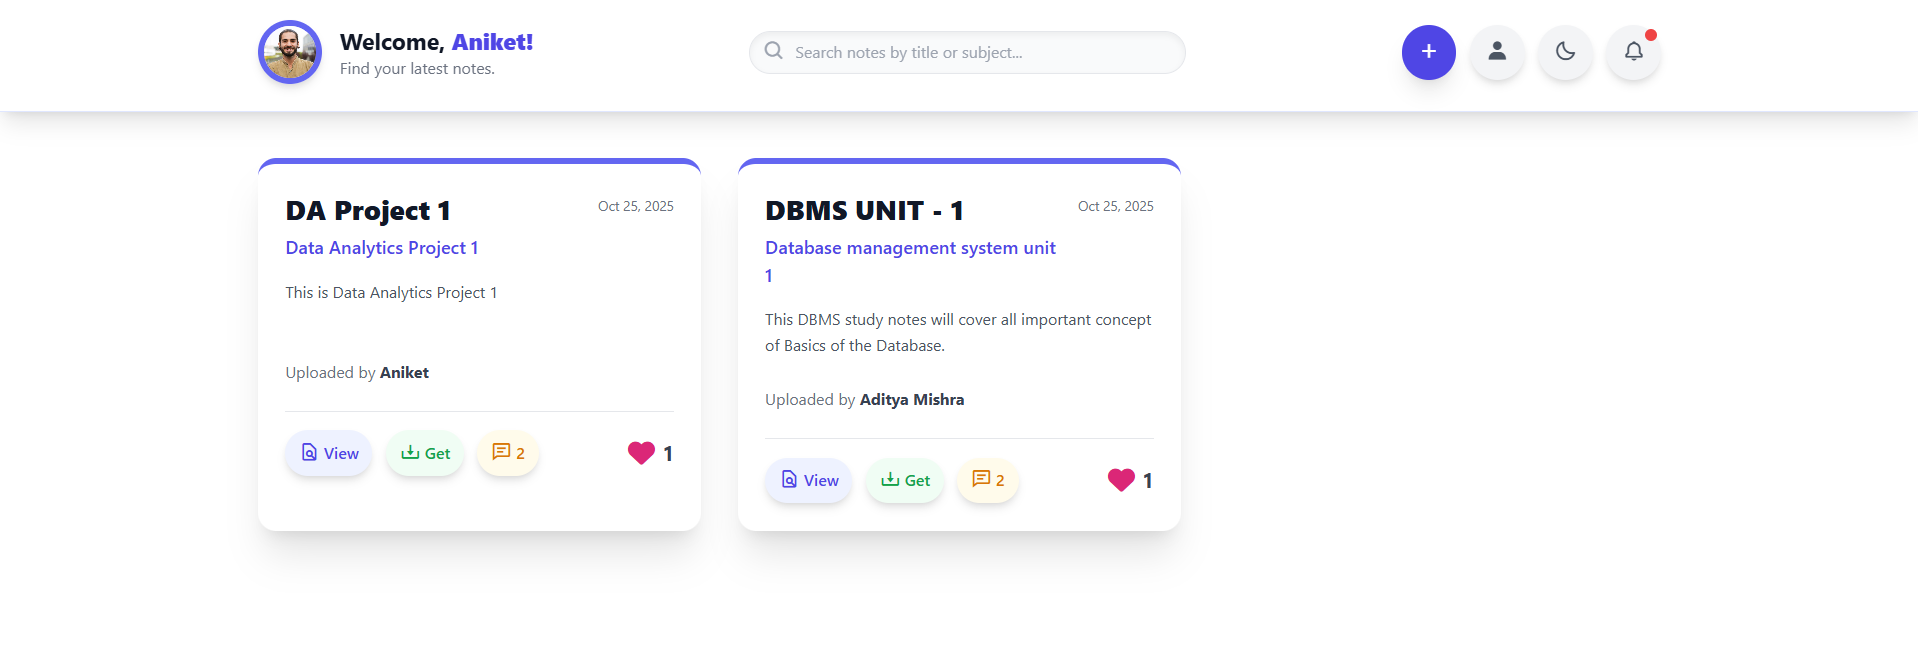 Welcome, Aniket!
Find your latest notes.
Search notes by title or subject...
DA Project 1
Oct 25, 2025
Data Analytics Project 1
This is Data Analytics Project 1
Uploaded by Aniket
View
Get
2
1
DBMS UNIT - 1
Oct 25, 2025
Database management system unit
1
This DBMS study notes will cover all important concept
of Basics of the Database.
Uploaded by Aditya Mishra
View
Get
2
1